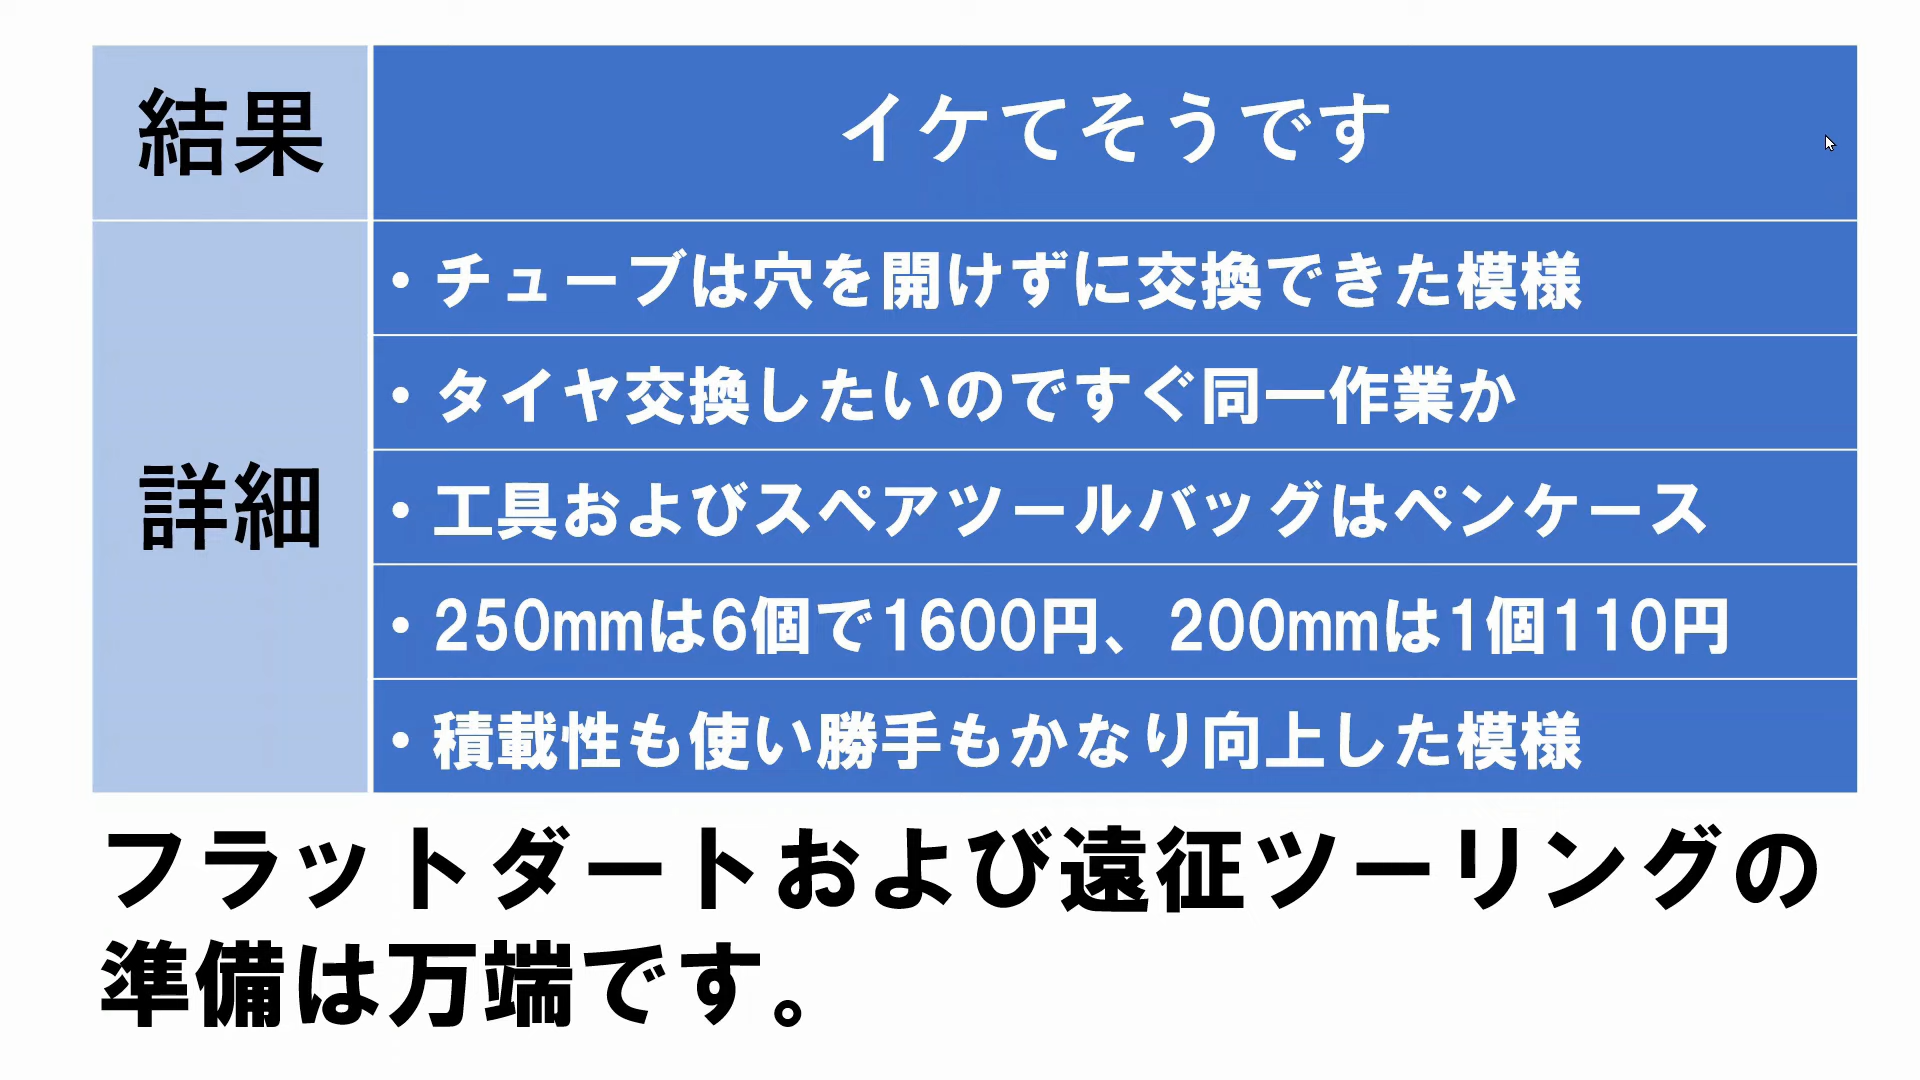 結果
イケてそうです
詳細
・チューブは穴を開けずに交換できた模様
・タイヤ交換したいのですぐ同一作業か
・工具およびスペアツールバッグはペンケース
・250mmは6個で1600円、200mmは1個110円
・積載性も使い勝手もかなり向上した模様
フラットダートおよび遠征ツーリングの
準備は万端です。